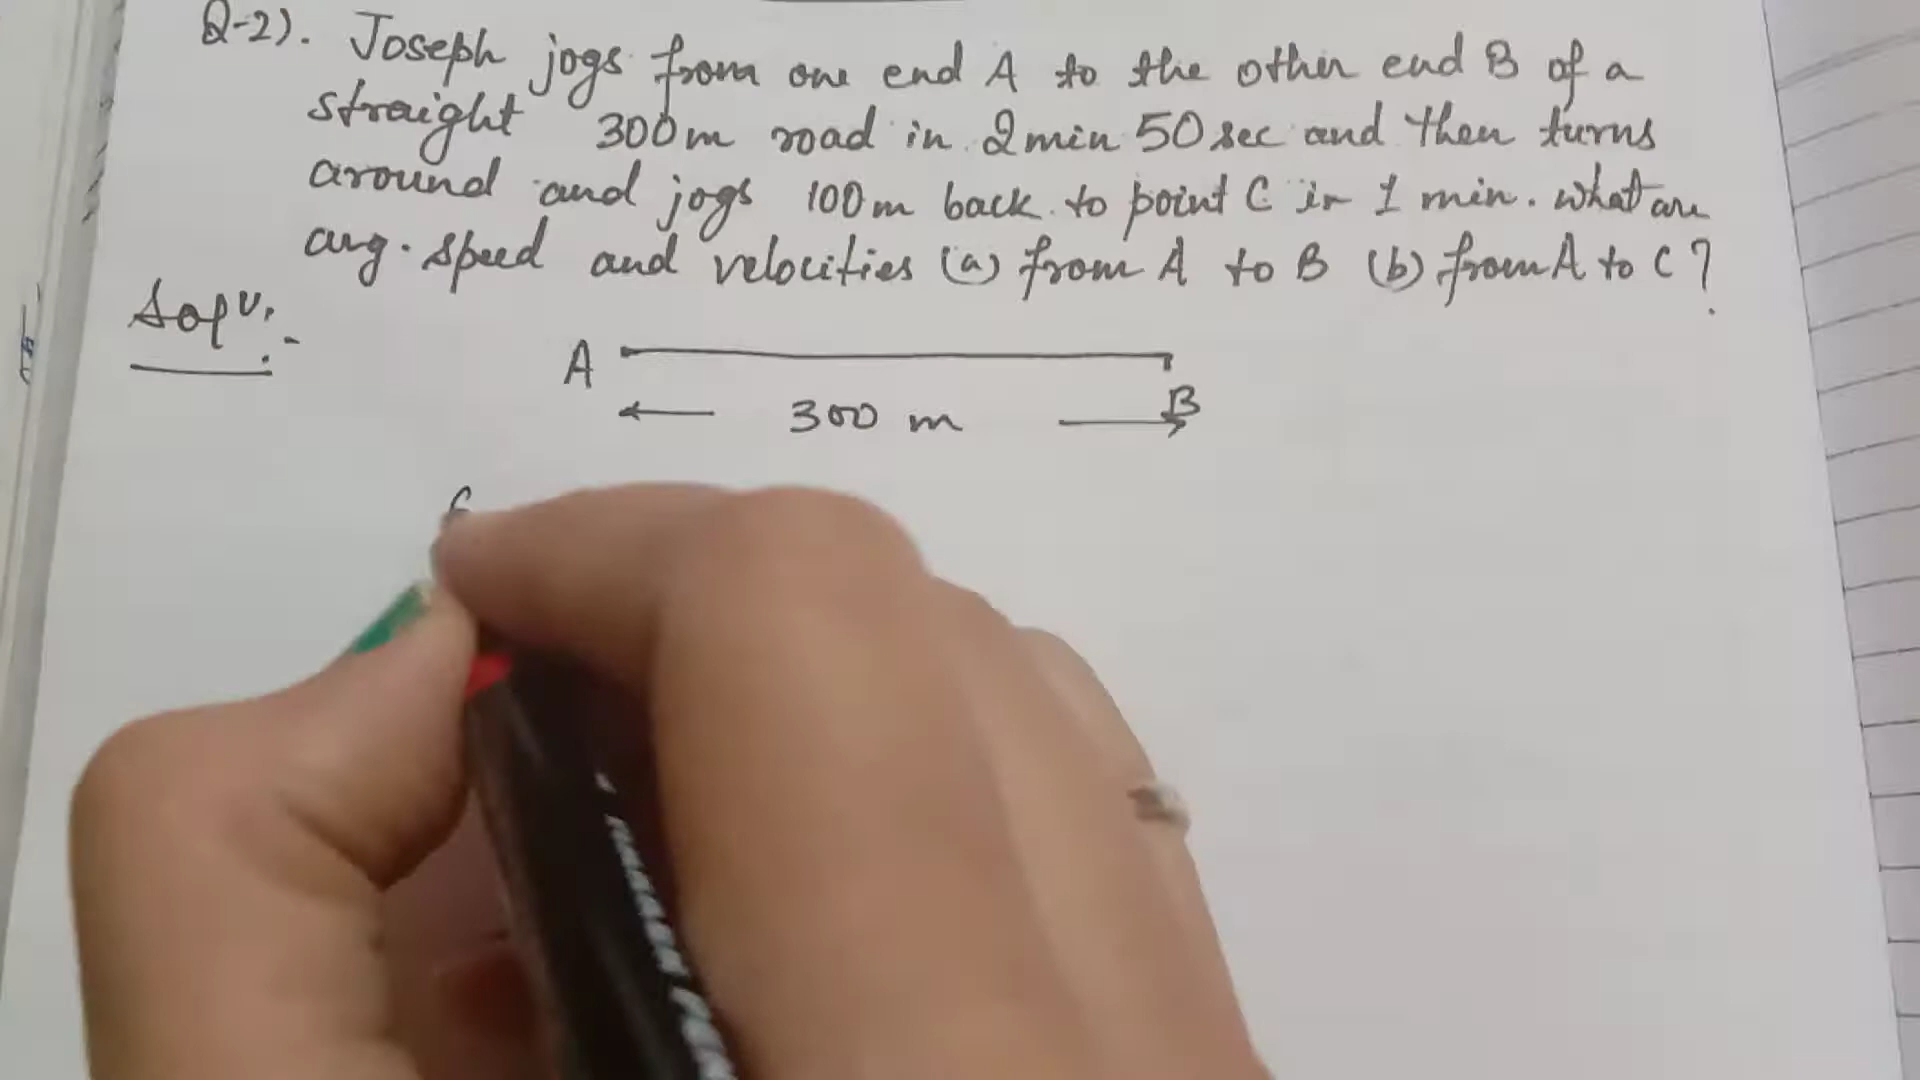 Q-2). Joseph jogs from one end A to the other end B of a
straight 300m road in 2min 50sec and then turns
around and jogs 100m back to point C in 1 min. what are
avg. speed and velocities (a) from A to B (b) from A to C?
A
300 m
B